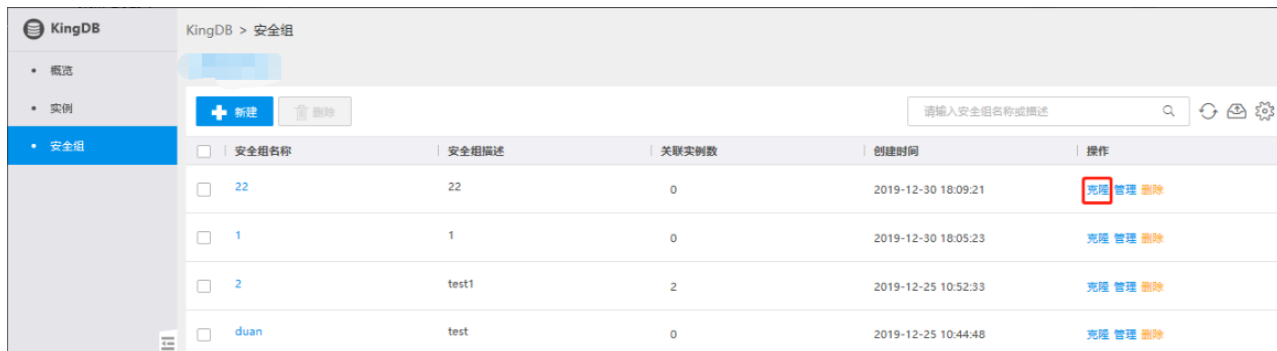 KingDB
KingDB > 安全组
概览
实例
安全组
新建 删除 请输入安全组名称或描述
安全组名称 安全组描述 关联实例数 创建时间 操作
22 22 0 2019-12-30 18:09:21 克隆 管理 删除
1 1 0 2019-12-30 18:05:23 克隆 管理 删除
2 test1 2 2019-12-25 10:52:33 克隆 管理 删除
duan test 0 2019-12-25 10:44:48 克隆 管理 删除